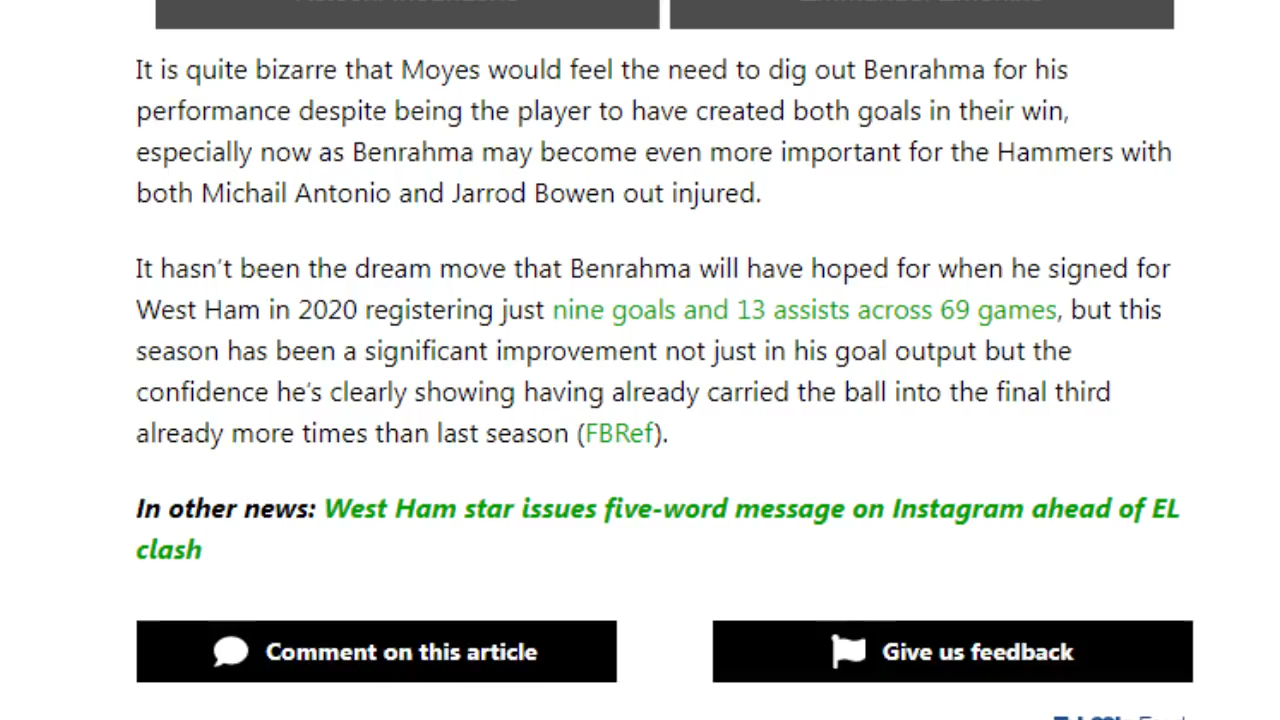 It is quite bizarre that Moyes would feel the need to dig out Benrahma for his
performance despite being the player to have created both goals in their win,
especially now as Benrahma may become even more important for the Hammers with
both Michail Antonio and Jarrod Bowen out injured.
It hasn't been the dream move that Benrahma will have hoped for when he signed for
West Ham in 2020 registering just nine goals and 13 assists across 69 games, but this
season has been a significant improvement not just in his goal output but the
confidence he's clearly showing having already carried the ball into the final third
already more times than last season (FBRef).
In other news: West Ham star issues five-word message on Instagram ahead of EL
clash
Comment on this article
Give us feedback